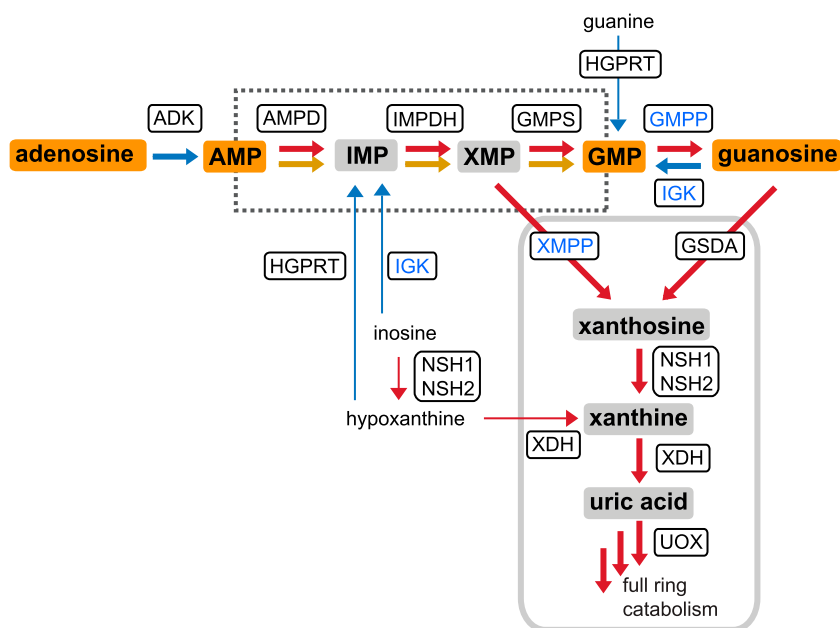 guanine
HGPRT
ADK
AMPD
IMPDH
GMPS
GMPP
adenosine
AMP
IMP
XMP
GMP
guanosine
IGK
XMPP
GSDA
HGPRT
IGK
xanthosine
inosine
NSH1
NSH2
NSH1
NSH2
hypoxanthine
xanthine
XDH
XDH
uric acid
UOX
full ring
catabolism